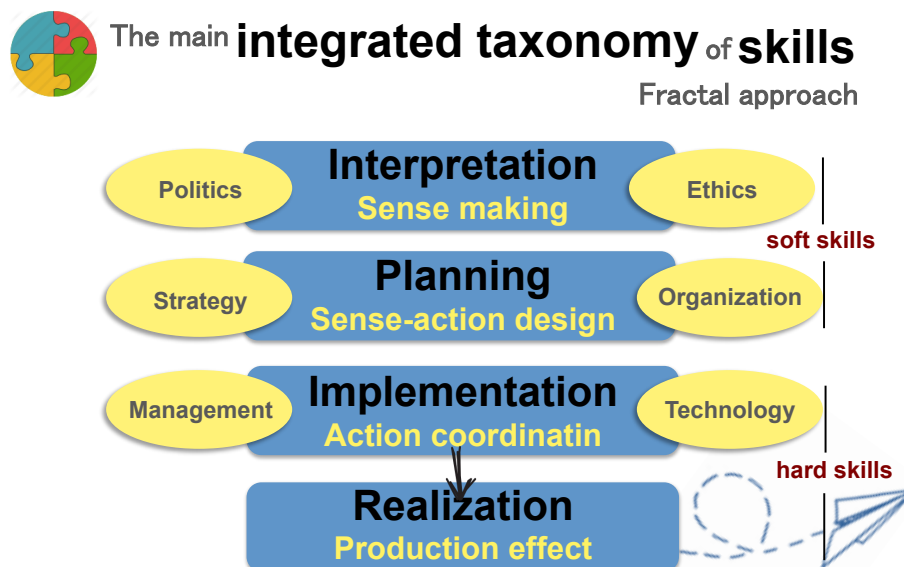 The main integrated taxonomy of skills
Fractal approach
Interpretation
Politics
Sense making
Ethics
soft skills
Planning
Strategy
Sense-action design
Organization
Implementation
Management
Action coordinatin
Technology
hard skills
Realization
Production effect